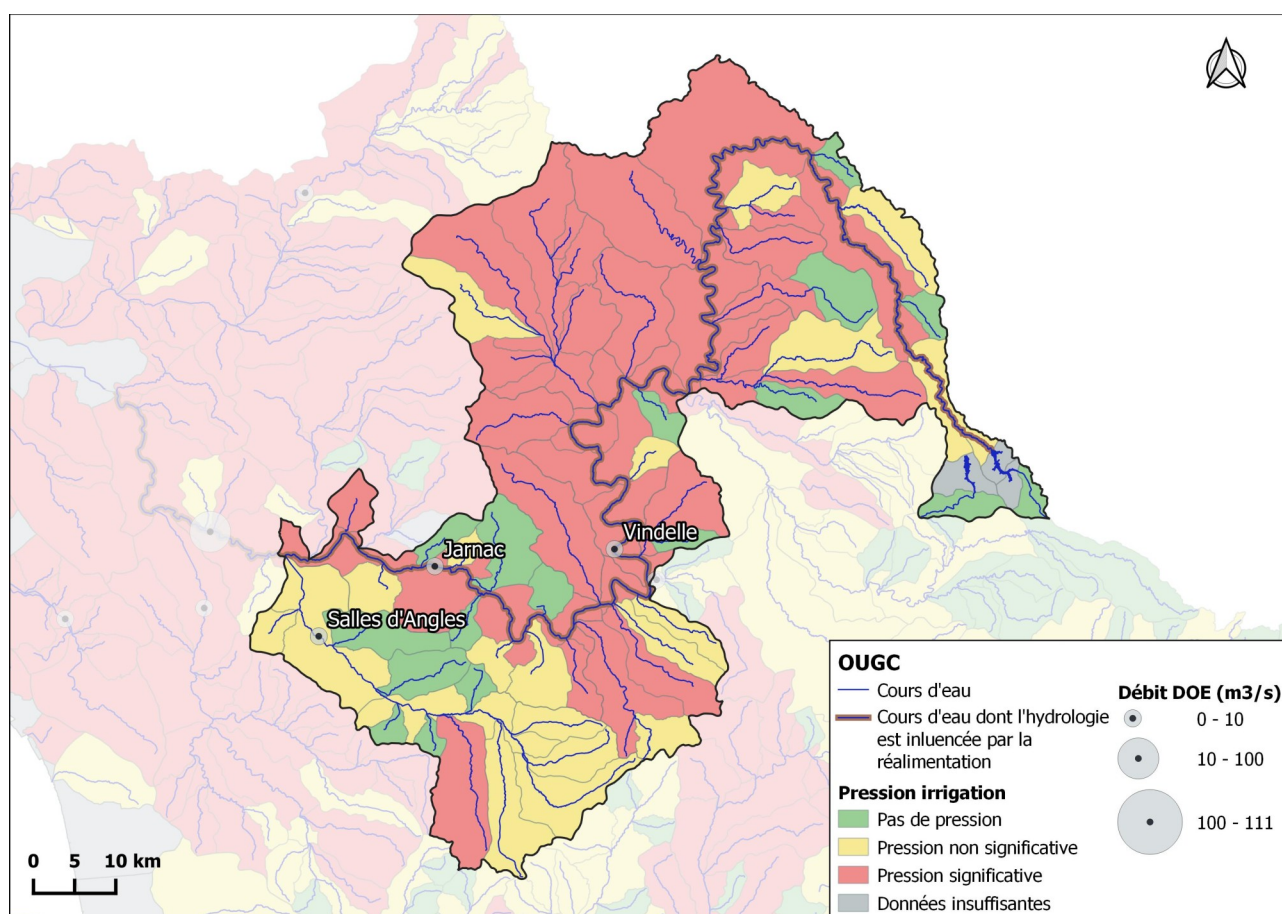 Vindelle
Jarnac
Salles d'Angles
OUGC
Cours d'eau
Cours d'eau dont l'hydrologie
est inluencée par la
réalimentation
Pression irrigation
Pas de pression
Pression non significative
Pression significative
Données insuffisantes
Débit DOE (m3/s)
0 - 10
10 - 100
100 - 111
0 5 10 km